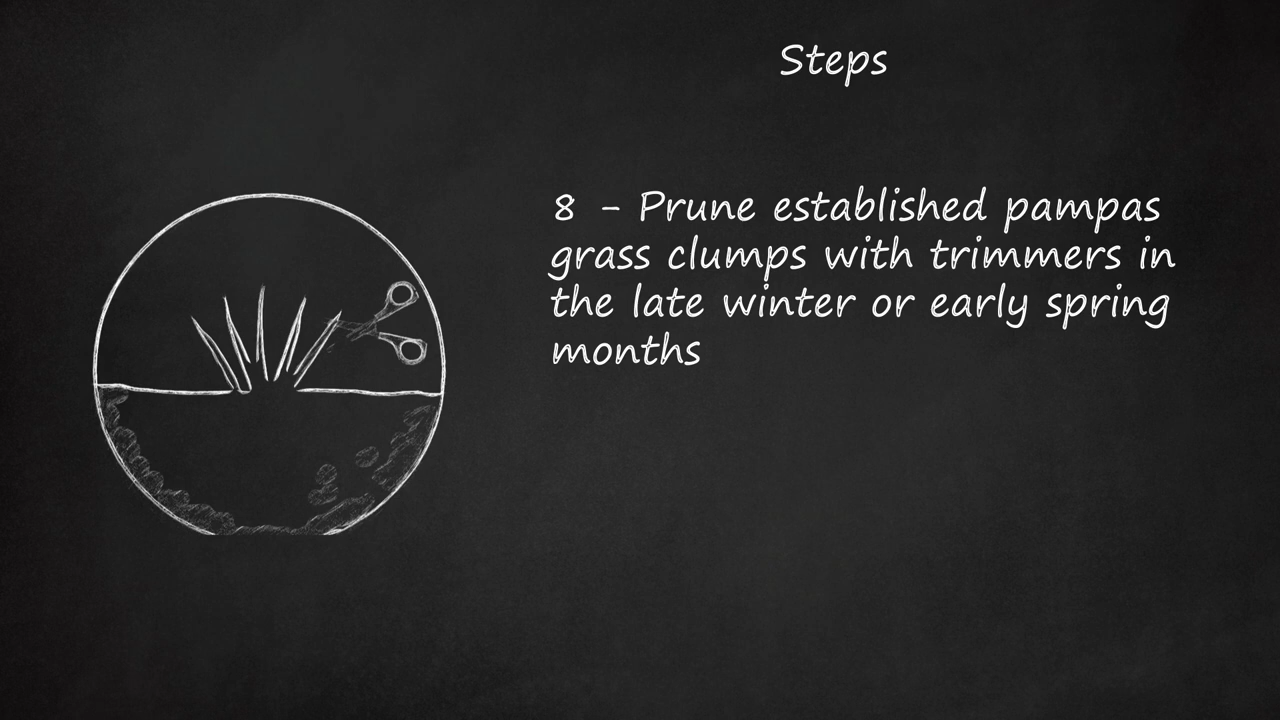 Steps
8 - Prune established pampas
grass clumps with trimmers in
the late winter or early spring
months